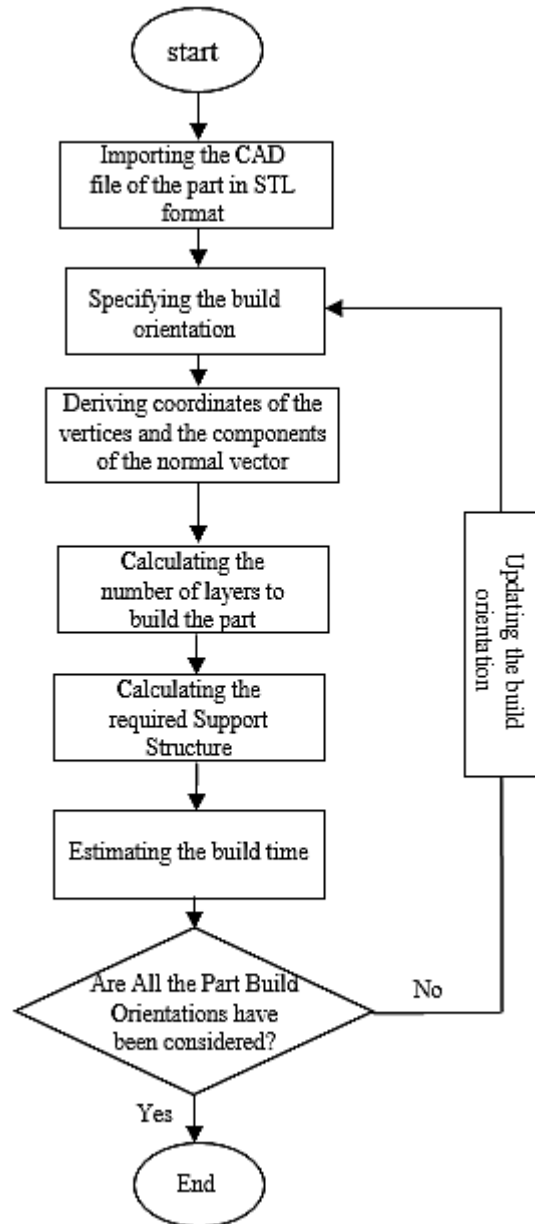 start
Importing the CAD
file of the part in STL
format
Specifying the build
orientation
Deriving coordinates of the
vertices and the components
of the normal vector
Calculating the
number of layers to
build the part
Calculating the
required Support
Structure
Estimating the build time
Are All the Part Build
Orientations have
been considered?
No
Updating the build
orientation
Yes
End